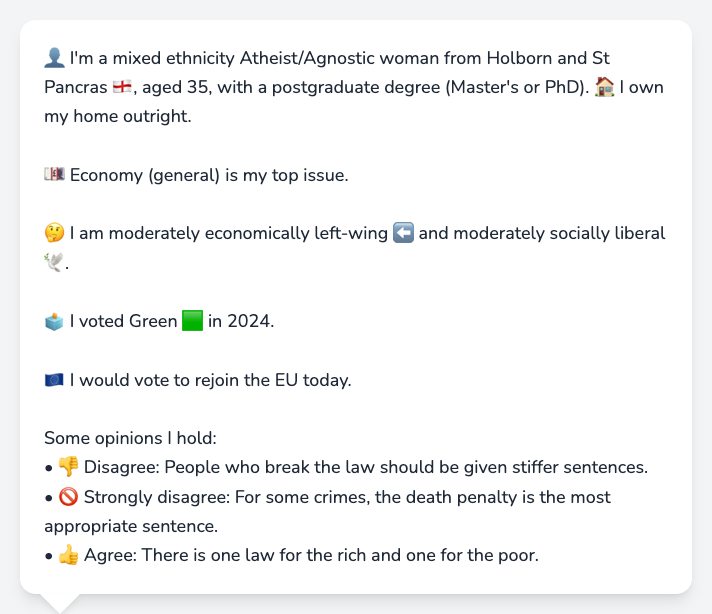 👤 I'm a mixed ethnicity Atheist/Agnostic woman from Holborn and St
Pancras 🏴󠁧󠁢󠁥󠁮󠁧󠁿, aged 35, with a postgraduate degree (Master's or PhD). 🏠 I own
my home outright.
💷 Economy (general) is my top issue.
🤔 I am moderately economically left-wing ⬅️ and moderately socially liberal
🕊️.
🗳️ I voted Green 🟩 in 2024.
🇪🇺 I would vote to rejoin the EU today.
Some opinions I hold:
• 👎 Disagree: People who break the law should be given stiffer sentences.
• 🚫 Strongly disagree: For some crimes, the death penalty is the most
appropriate sentence.
• 👍 Agree: There is one law for the rich and one for the poor.